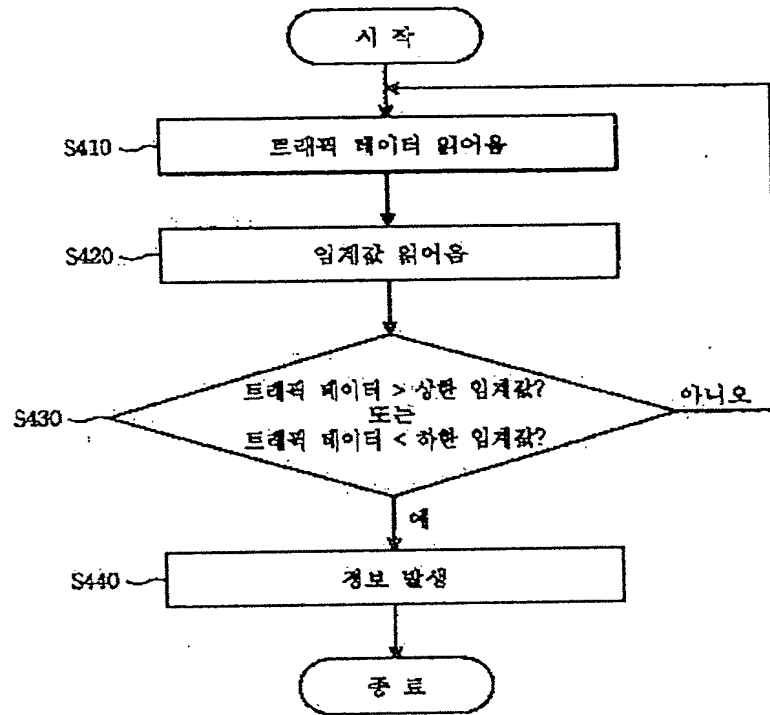 시 작
S410
트래픽 데이터 읽어옴
S420
임계값 읽어옴
S430
트래픽 데이터 > 상한 임계값?
또는
트래픽 데이터 < 하한 임계값?
아니오
예
S440
경보 발생
종 료